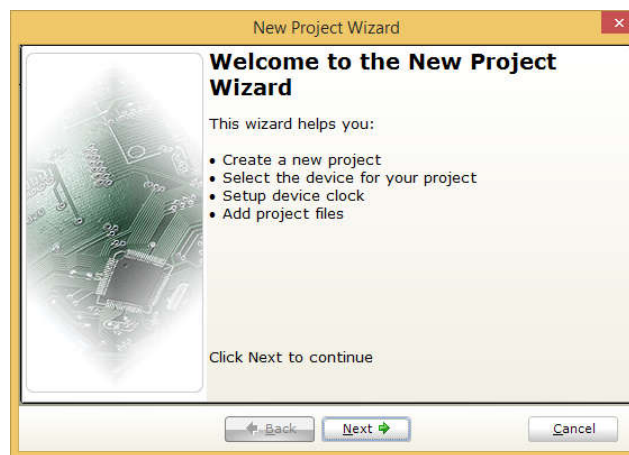 New Project Wizard
Welcome to the New Project
Wizard
This wizard helps you:
• Create a new project
• Select the device for your project
• Setup device clock
• Add project files
Click Next to continue
Back
Next
Cancel